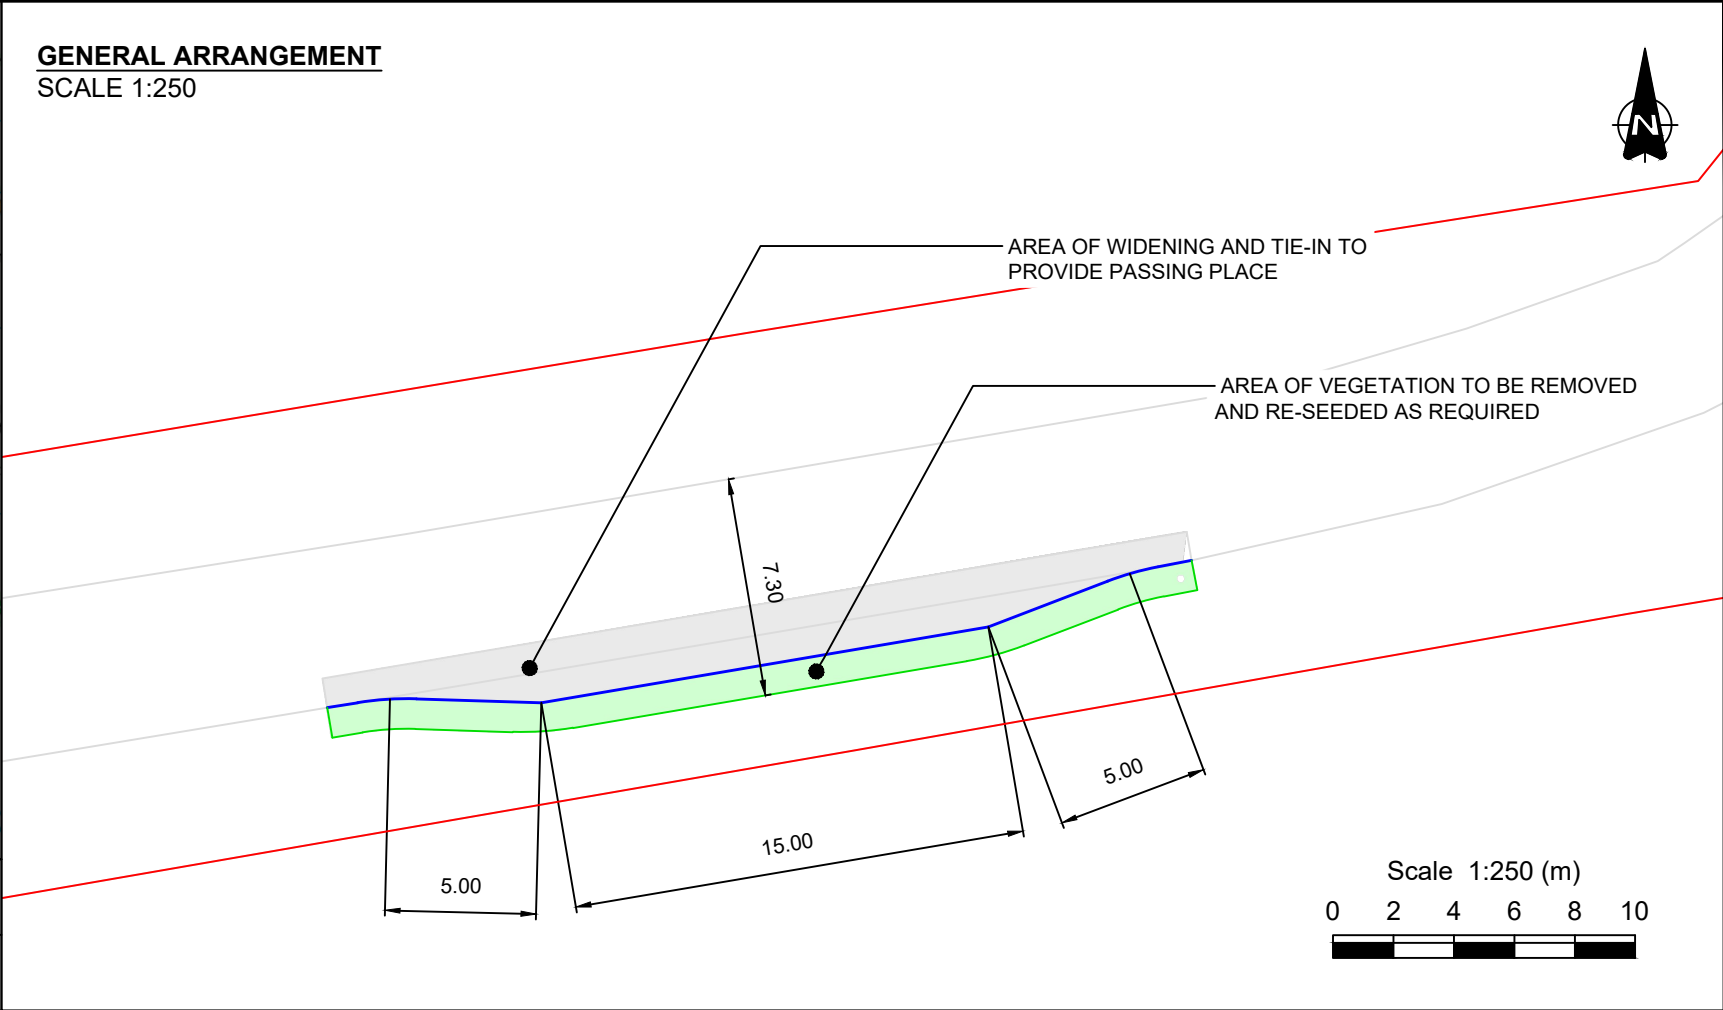 GENERAL ARRANGEMENT
SCALE 1:250
N
AREA OF WIDENING AND TIE-IN TO
PROVIDE PASSING PLACE
AREA OF VEGETATION TO BE REMOVED
AND RE-SEEDED AS REQUIRED
7.30
5.00
15.00
5.00
Scale 1:250 (m)
0 2 4 6 8 10